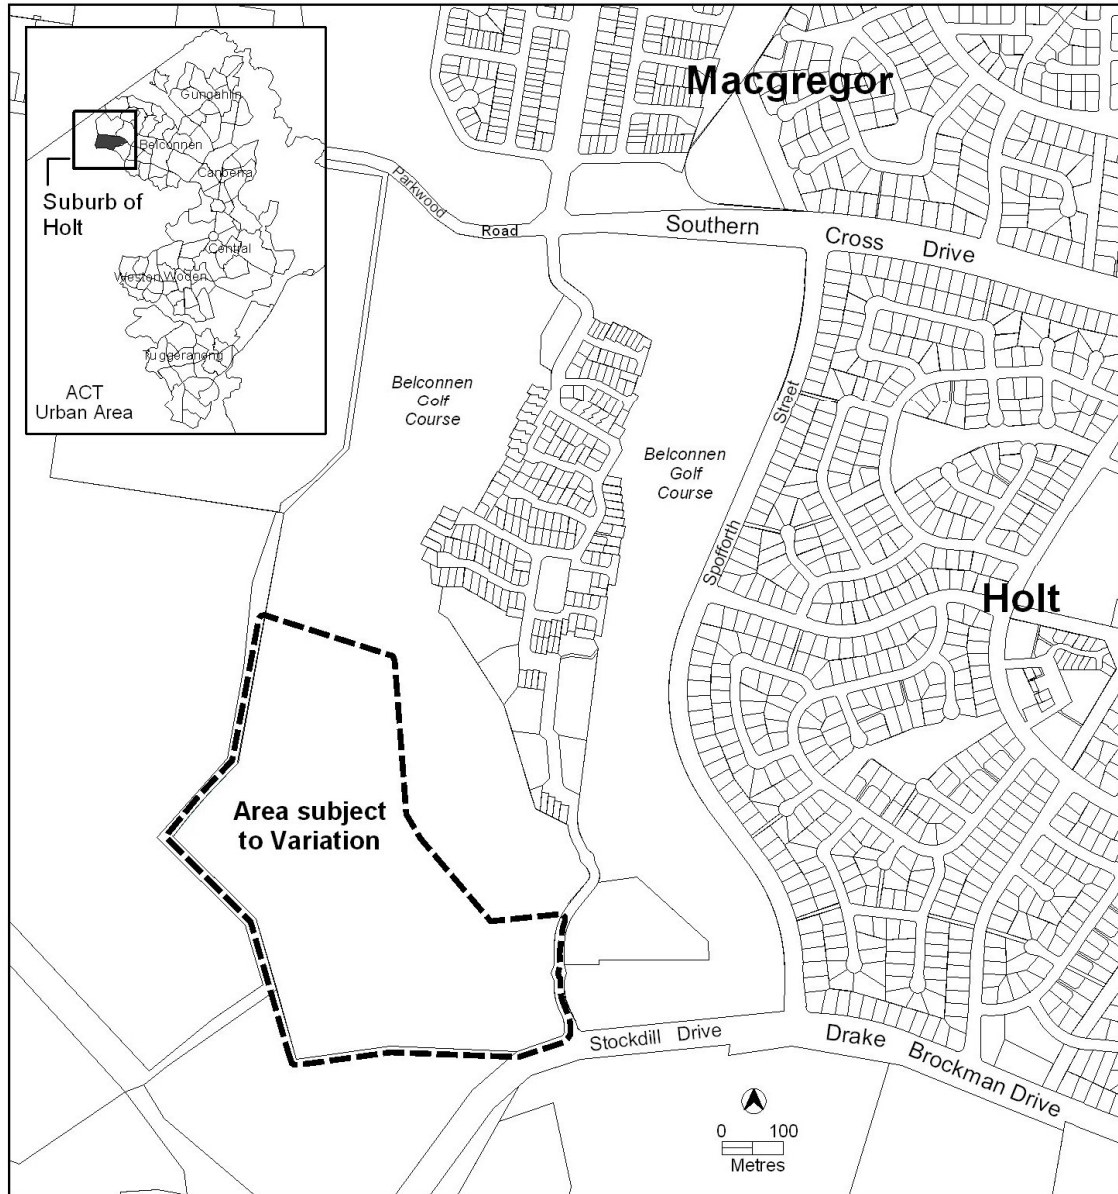 Macgregor
Gungahlin
Belconnen
Canberra
Suburb of
Holt
Central
Weston
Woden
Tuggeranong
ACT
Urban Area
Parkwood
Road
Southern
Cross
Drive
Belconnen
Golf
Course
Street
Belconnen
Golf
Course
Spofforth
Holt
Area subject
to Variation
Stockdill Drive
Drake
Brockman Drive
0 100
Metres